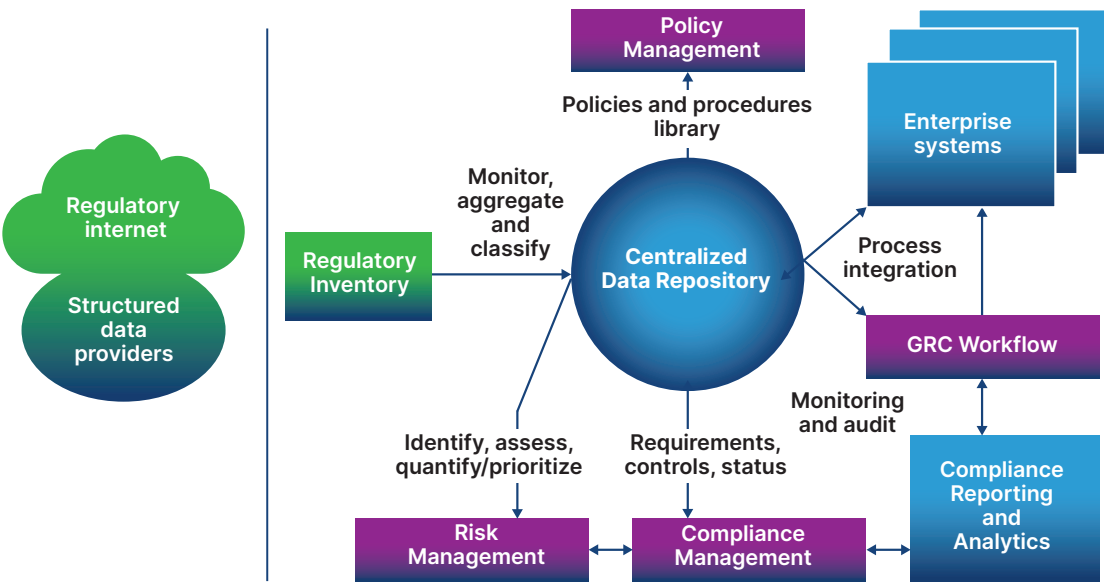 Regulatory
internet
Structured
data
providers
Policy
Management
Policies and procedures
library
Enterprise
systems
Monitor,
aggregate
and
classify
Regulatory
Inventory
Centralized
Data Repository
Process
integration
GRC Workflow
Monitoring
and audit
Identify, assess,
quantify/prioritize
Requirements,
controls, status
Compliance
Reporting
and
Analytics
Risk
Management
Compliance
Management